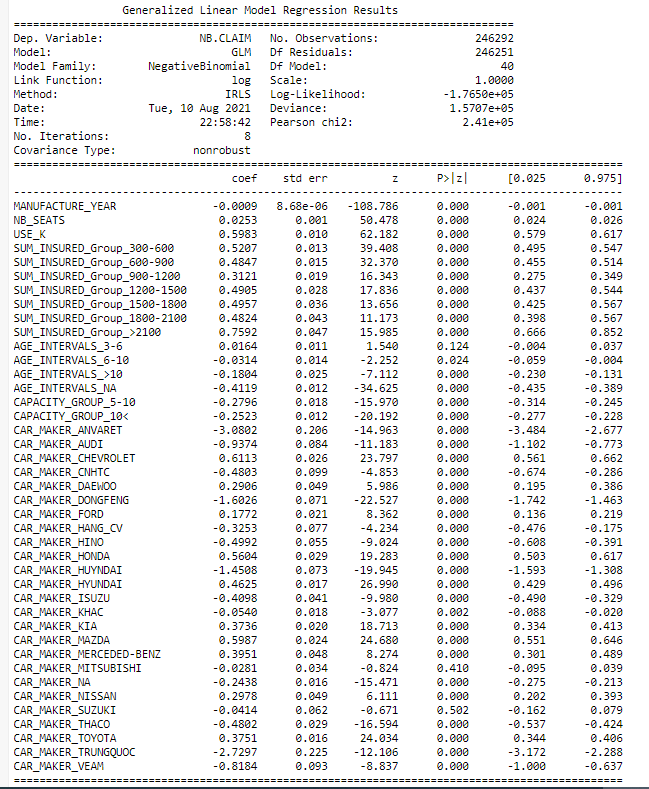 Generalized Linear Model Regression Results
==============================================================================
Dep. Variable: NB.CLAIM No. Observations: 246292
Model: GLM Df Residuals: 246251
Model Family: NegativeBinomial Df Model: 40
Link Function: log Scale: 1.0000
Method: IRLS Log-Likelihood: -1.7650e+05
Date: Tue, 10 Aug 2021 Deviance: 1.5707e+05
Time: 22:58:42 Pearson chi2: 2.41e+05
No. Iterations: 8
Covariance Type: nonrobust
==============================================================================
coef std err z P>|z| [0.025 0.975]
------------------------------------------------------------------------------
MANUFACTURE_YEAR -0.0009 8.68e-06 -108.786 0.000 -0.001 -0.001
NB_SEATS 0.0253 0.001 50.478 0.000 0.024 0.026
USE_K 0.5983 0.010 62.182 0.000 0.579 0.617
SUM_INSURED_Group_300-600 0.5207 0.013 39.408 0.000 0.495 0.547
SUM_INSURED_Group_600-900 0.4847 0.015 32.370 0.000 0.455 0.514
SUM_INSURED_Group_900-1200 0.3121 0.019 16.343 0.000 0.275 0.349
SUM_INSURED_Group_1200-1500 0.4905 0.028 17.836 0.000 0.437 0.544
SUM_INSURED_Group_1500-1800 0.4957 0.036 13.656 0.000 0.425 0.567
SUM_INSURED_Group_1800-2100 0.4824 0.043 11.173 0.000 0.398 0.567
SUM_INSURED_Group_>2100 0.7592 0.047 15.985 0.000 0.666 0.852
AGE_INTERVALS_3-6 0.0164 0.011 1.540 0.124 -0.004 0.037
AGE_INTERVALS_6-10 -0.0314 0.014 -2.252 0.024 -0.059 -0.004
AGE_INTERVALS_>10 -0.1804 0.025 -7.112 0.000 -0.230 -0.131
AGE_INTERVALS_NA -0.4119 0.012 -34.625 0.000 -0.435 -0.389
CAPACITY_GROUP_5-10 -0.2796 0.018 -15.970 0.000 -0.314 -0.245
CAPACITY_GROUP_10< -0.2523 0.012 -20.192 0.000 -0.277 -0.228
CAR_MAKER_ANVARET -3.0802 0.206 -14.963 0.000 -3.484 -2.677
CAR_MAKER_AUDI -0.9374 0.084 -11.183 0.000 -1.102 -0.773
CAR_MAKER_CHEVROLET 0.6113 0.026 23.797 0.000 0.561 0.662
CAR_MAKER_CNHTC -0.4803 0.099 -4.853 0.000 -0.674 -0.286
CAR_MAKER_DAEWOO 0.2906 0.049 5.986 0.000 0.195 0.386
CAR_MAKER_DONGFENG -1.6026 0.071 -22.527 0.000 -1.742 -1.463
CAR_MAKER_FORD 0.1772 0.021 8.362 0.000 0.136 0.219
CAR_MAKER_HANG_CV -0.3253 0.077 -4.234 0.000 -0.476 -0.175
CAR_MAKER_HINO -0.4992 0.055 -9.024 0.000 -0.608 -0.391
CAR_MAKER_HONDA 0.5604 0.029 19.283 0.000 0.503 0.617
CAR_MAKER_HUYNDAI -1.4508 0.073 -19.945 0.000 -1.593 -1.308
CAR_MAKER_HYUNDAI 0.4625 0.017 26.990 0.000 0.429 0.496
CAR_MAKER_ISUZU -0.4098 0.041 -9.980 0.000 -0.490 -0.329
CAR_MAKER_KHAC -0.0540 0.018 -3.077 0.002 -0.088 -0.020
CAR_MAKER_KIA 0.3736 0.020 18.713 0.000 0.334 0.413
CAR_MAKER_MAZDA 0.5987 0.024 24.680 0.000 0.551 0.646
CAR_MAKER_MERCEDED-BENZ 0.3951 0.048 8.274 0.000 0.301 0.489
CAR_MAKER_MITSUBISHI -0.0281 0.034 -0.824 0.410 -0.095 0.039
CAR_MAKER_NA -0.2438 0.016 -15.471 0.000 -0.275 -0.213
CAR_MAKER_NISSAN 0.2978 0.049 6.111 0.000 0.202 0.393
CAR_MAKER_SUZUKI -0.0414 0.062 -0.671 0.502 -0.162 0.079
CAR_MAKER_THACO -0.4802 0.029 -16.594 0.000 -0.537 -0.424
CAR_MAKER_TOYOTA 0.3751 0.016 24.034 0.000 0.344 0.406
CAR_MAKER_TRUNGQUOC -2.7297 0.225 -12.106 0.000 -3.172 -2.288
CAR_MAKER_VEAM -0.8184 0.093 -8.837 0.000 -1.000 -0.637
==============================================================================